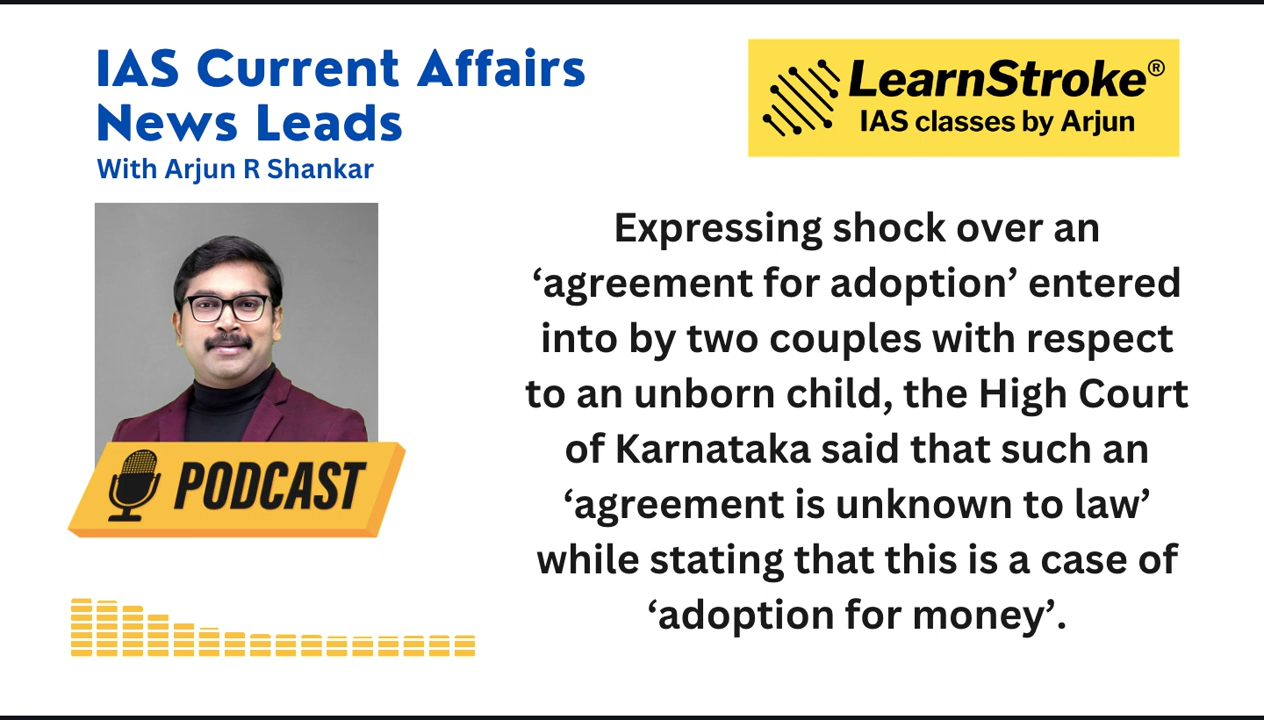 IAS Current Affairs
News Leads
With Arjun R Shankar
LearnStroke®
IAS classes by Arjun
PODCAST
Expressing shock over an
‘agreement for adoption’ entered
into by two couples with respect
to an unborn child, the High Court
of Karnataka said that such an
‘agreement is unknown to law’
while stating that this is a case of
‘adoption for money’.